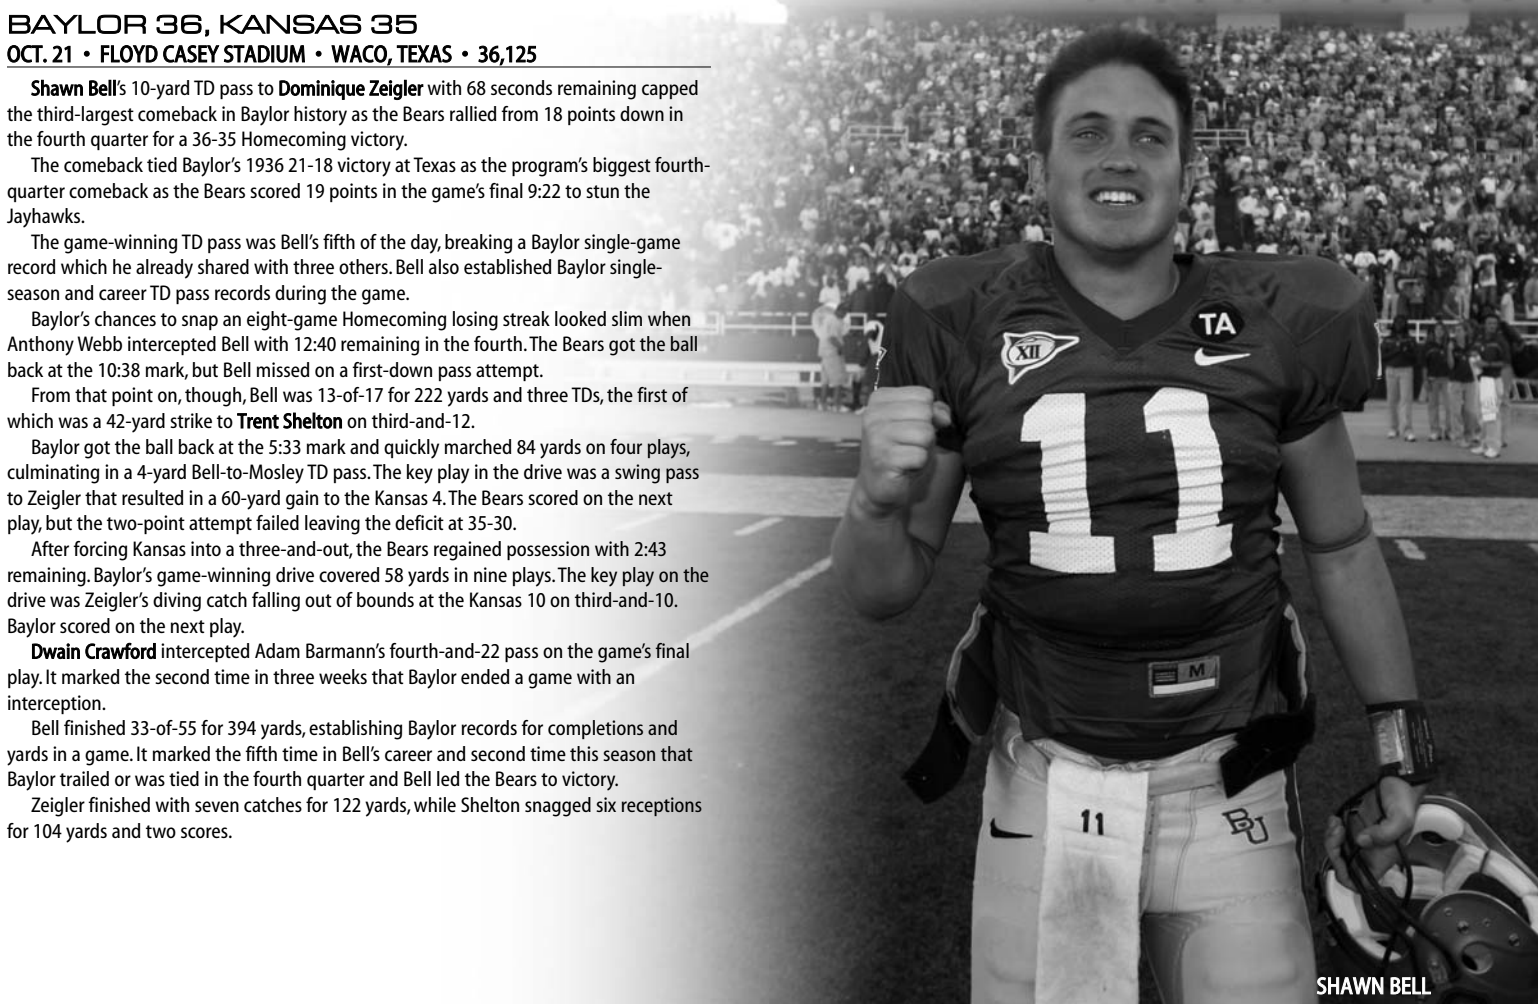 BAYLOR 36, KANSAS 35
OCT. 21 • FLOYD CASEY STADIUM • WACO, TEXAS • 36,125
Shawn Bell's 10-yard TD pass to Dominique Zeigler with 68 seconds remaining capped
the third-largest comeback in Baylor history as the Bears rallied from 18 points down in
the fourth quarter for a 36-35 Homecoming victory.
The comeback tied Baylor's 1936 21-18 victory at Texas as the program's biggest fourth-
quarter comeback as the Bears scored 19 points in the game's final 9:22 to stun the
Jayhawks.
The game-winning TD pass was Bell's fifth of the day, breaking a Baylor single-game
record which he already shared with three others. Bell also established Baylor single-
season and career TD pass records during the game.
Baylor's chances to snap an eight-game Homecoming losing streak looked slim when
Anthony Webb intercepted Bell with 12:40 remaining in the fourth. The Bears got the ball
back at the 10:38 mark, but Bell missed on a first-down pass attempt.
From that point on, though, Bell was 13-of-17 for 222 yards and three TDs, the first of
which was a 42-yard strike to Trent Shelton on third-and-12.
Baylor got the ball back at the 5:33 mark and quickly marched 84 yards on four plays,
culminating in a 4-yard Bell-to-Mosley TD pass. The key play in the drive was a swing pass
to Zeigler that resulted in a 60-yard gain to the Kansas 4. The Bears scored on the next
play, but the two-point attempt failed leaving the deficit at 35-30.
After forcing Kansas into a three-and-out, the Bears regained possession with 2:43
remaining. Baylor's game-winning drive covered 58 yards in nine plays. The key play on the
drive was Zeigler's diving catch falling out of bounds at the Kansas 10 on third-and-10.
Baylor scored on the next play.
Dwain Crawford intercepted Adam Barmann's fourth-and-22 pass on the game's final
play. It marked the second time in three weeks that Baylor ended a game with an
interception.
Bell finished 33-of-55 for 394 yards, establishing Baylor records for completions and
yards in a game. It marked the fifth time in Bell's career and second time this season that
Baylor trailed or was tied in the fourth quarter and Bell led the Bears to victory.
Zeigler finished with seven catches for 122 yards, while Shelton snagged six receptions
for 104 yards and two scores.
TA
XII
11
M
11
BU
SHAWN BELL